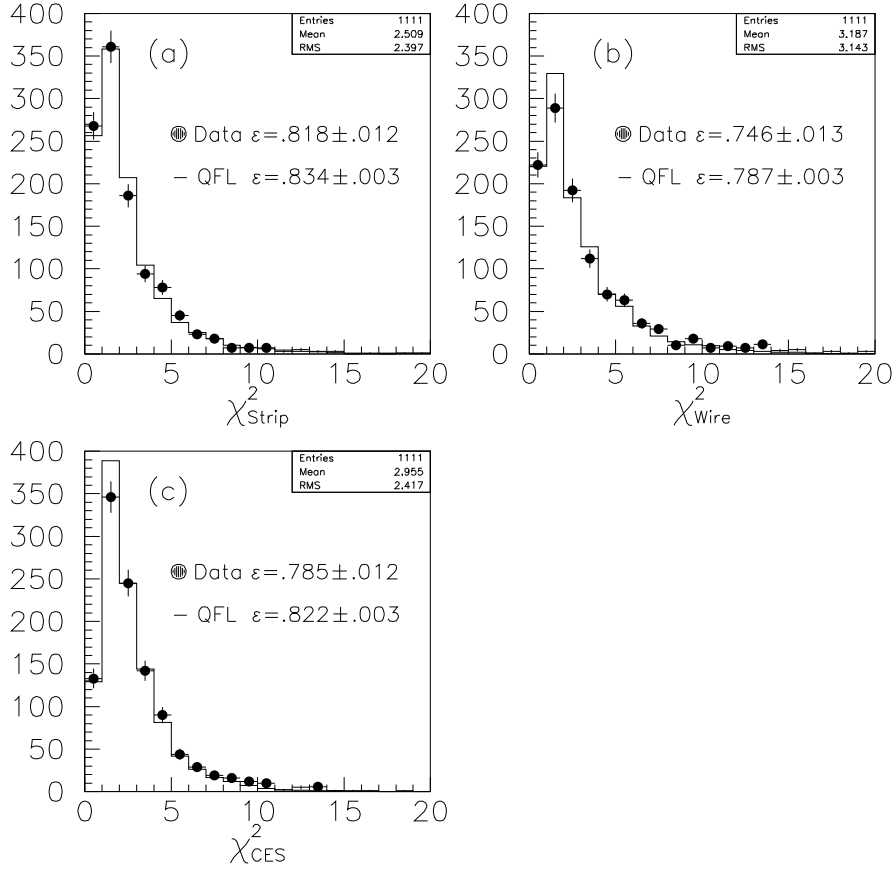 (a)
Entries 1111
Mean 2.509
RMS 2.397
Data ε=.818±.012
QFL ε=.834±.003
400
350
300
250
200
150
100
50
0
0 5 10 15 20
χ²Strip
(b)
Entries 1111
Mean 3.187
RMS 3.143
Data ε=.746±.013
QFL ε=.787±.003
400
350
300
250
200
150
100
50
0
0 5 10 15 20
χ²Wire
(c)
Entries 1111
Mean 2.955
RMS 2.417
Data ε=.785±.012
QFL ε=.822±.003
400
350
300
250
200
150
100
50
0
0 5 10 15 20
χ²CES